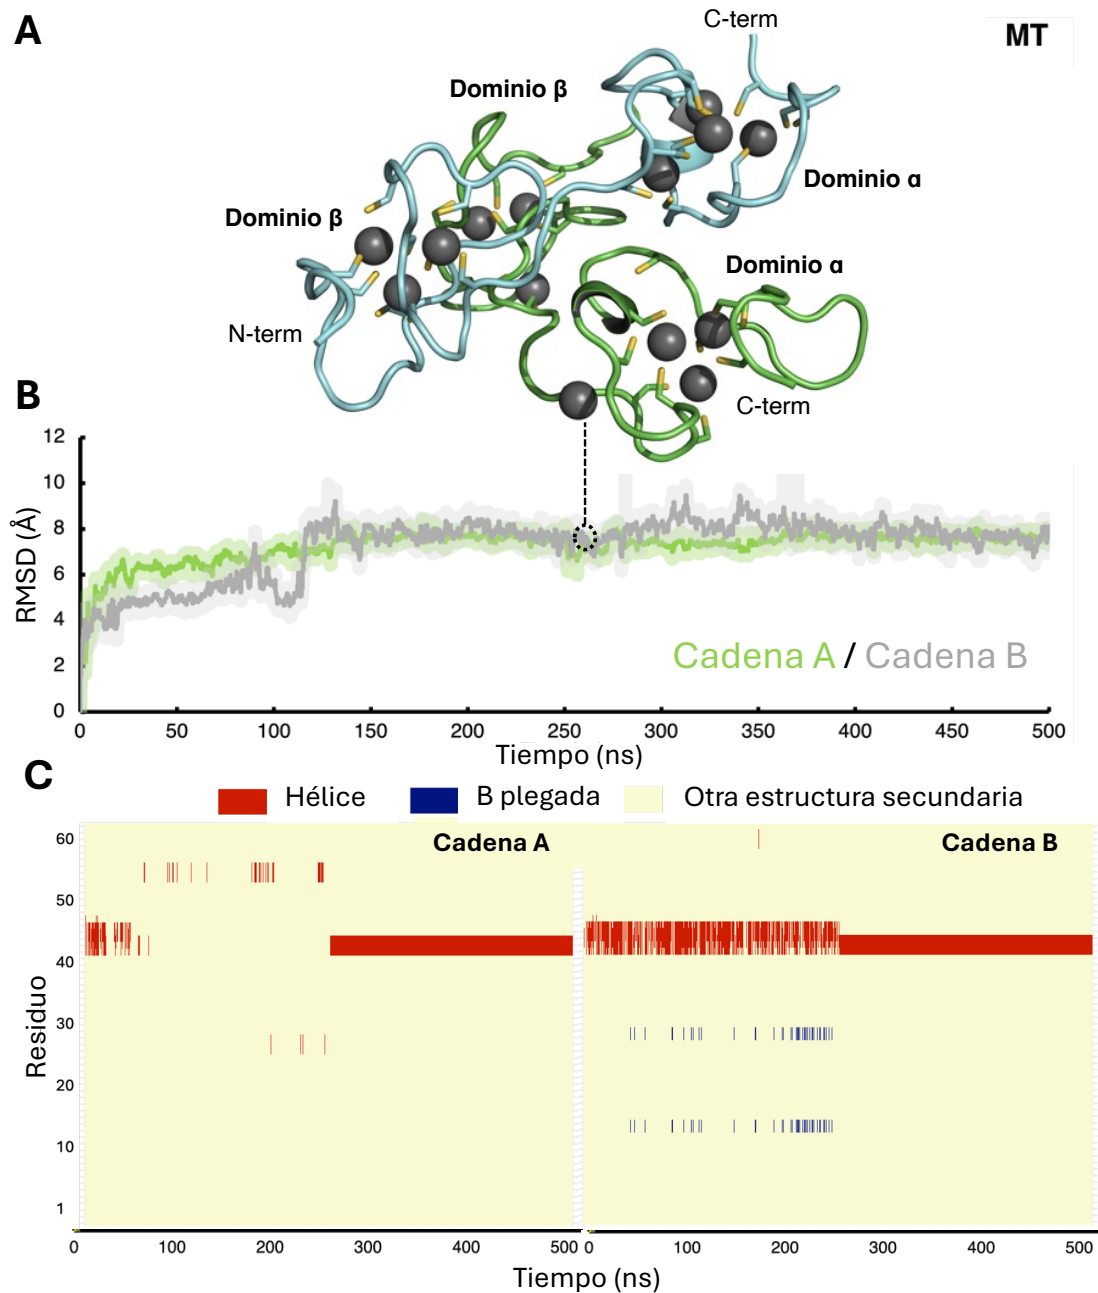 A
C-term
MT
Dominio β
Dominio α
Dominio β
Dominio α
N-term
C-term
B
12
10
8
6
4
2
0
RMSD (Å)
Cadena A / Cadena B
0 50 100 150 200 250 300 350 400 450 500
Tiempo (ns)
C
Hélice B plegada Otra estructura secundaria
Cadena A Cadena B
60
50
40
30
20
10
1
Residuo
0 100 200 300 400 500 0 100 200 300 400 500
Tiempo (ns)